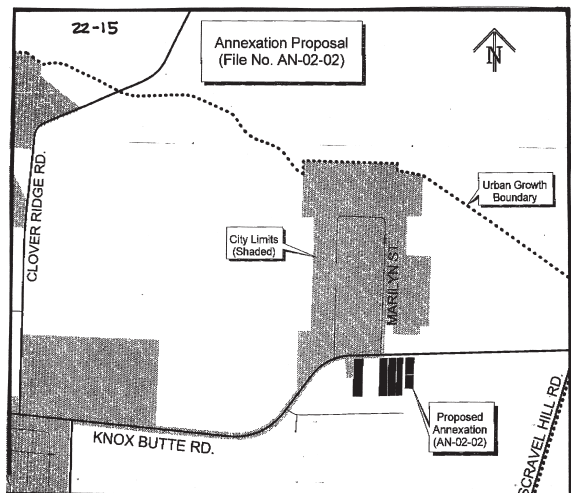 22-15
Annexation Proposal
(File No. AN-02-02)
N
CLOVER RIDGE RD.
Urban Growth
Boundary
City Limits
(Shaded)
MARILYN ST.
Proposed
Annexation
(AN-02-02)
KNOX BUTTE RD.
SCRAVEL HILL RD.